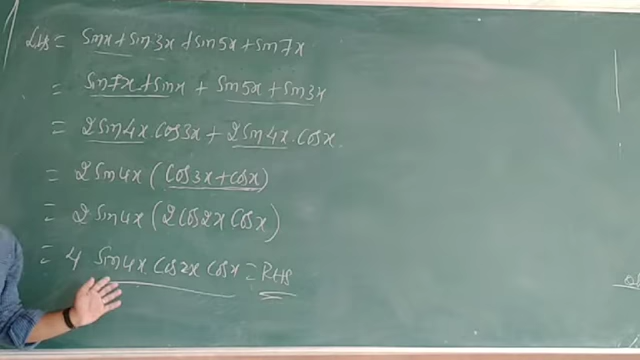 LHS = Sinx + Sin3x + Sin5x + Sin7x
= Sin7x + Sinx + Sin5x + Sin3x
= 2Sin4x.Cos3x + 2Sin4x.Cosx.
= 2Sin4x (Cos3x + Cosx)
= 2Sin4x (2Cos2x Cosx)
= 4 Sin4x. Cos2x Cosx = RHS